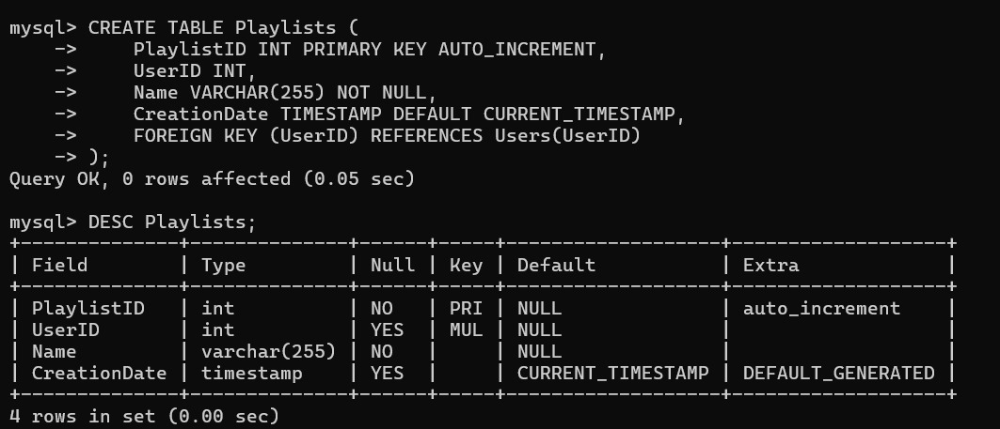 mysql> CREATE TABLE Playlists (
    ->     PlaylistID INT PRIMARY KEY AUTO_INCREMENT,
    ->     UserID INT,
    ->     Name VARCHAR(255) NOT NULL,
    ->     CreationDate TIMESTAMP DEFAULT CURRENT_TIMESTAMP,
    ->     FOREIGN KEY (UserID) REFERENCES Users(UserID)
    -> );
Query OK, 0 rows affected (0.05 sec)

mysql> DESC Playlists;
+--------------+--------------+------+-----+-------------------+-------------------+
| Field        | Type         | Null | Key | Default           | Extra             |
+--------------+--------------+------+-----+-------------------+-------------------+
| PlaylistID   | int          | NO   | PRI | NULL              | auto_increment    |
| UserID       | int          | YES  | MUL | NULL              |                   |
| Name         | varchar(255) | NO   |     | NULL              |                   |
| CreationDate | timestamp    | YES  |     | CURRENT_TIMESTAMP | DEFAULT_GENERATED |
+--------------+--------------+------+-----+-------------------+-------------------+
4 rows in set (0.00 sec)